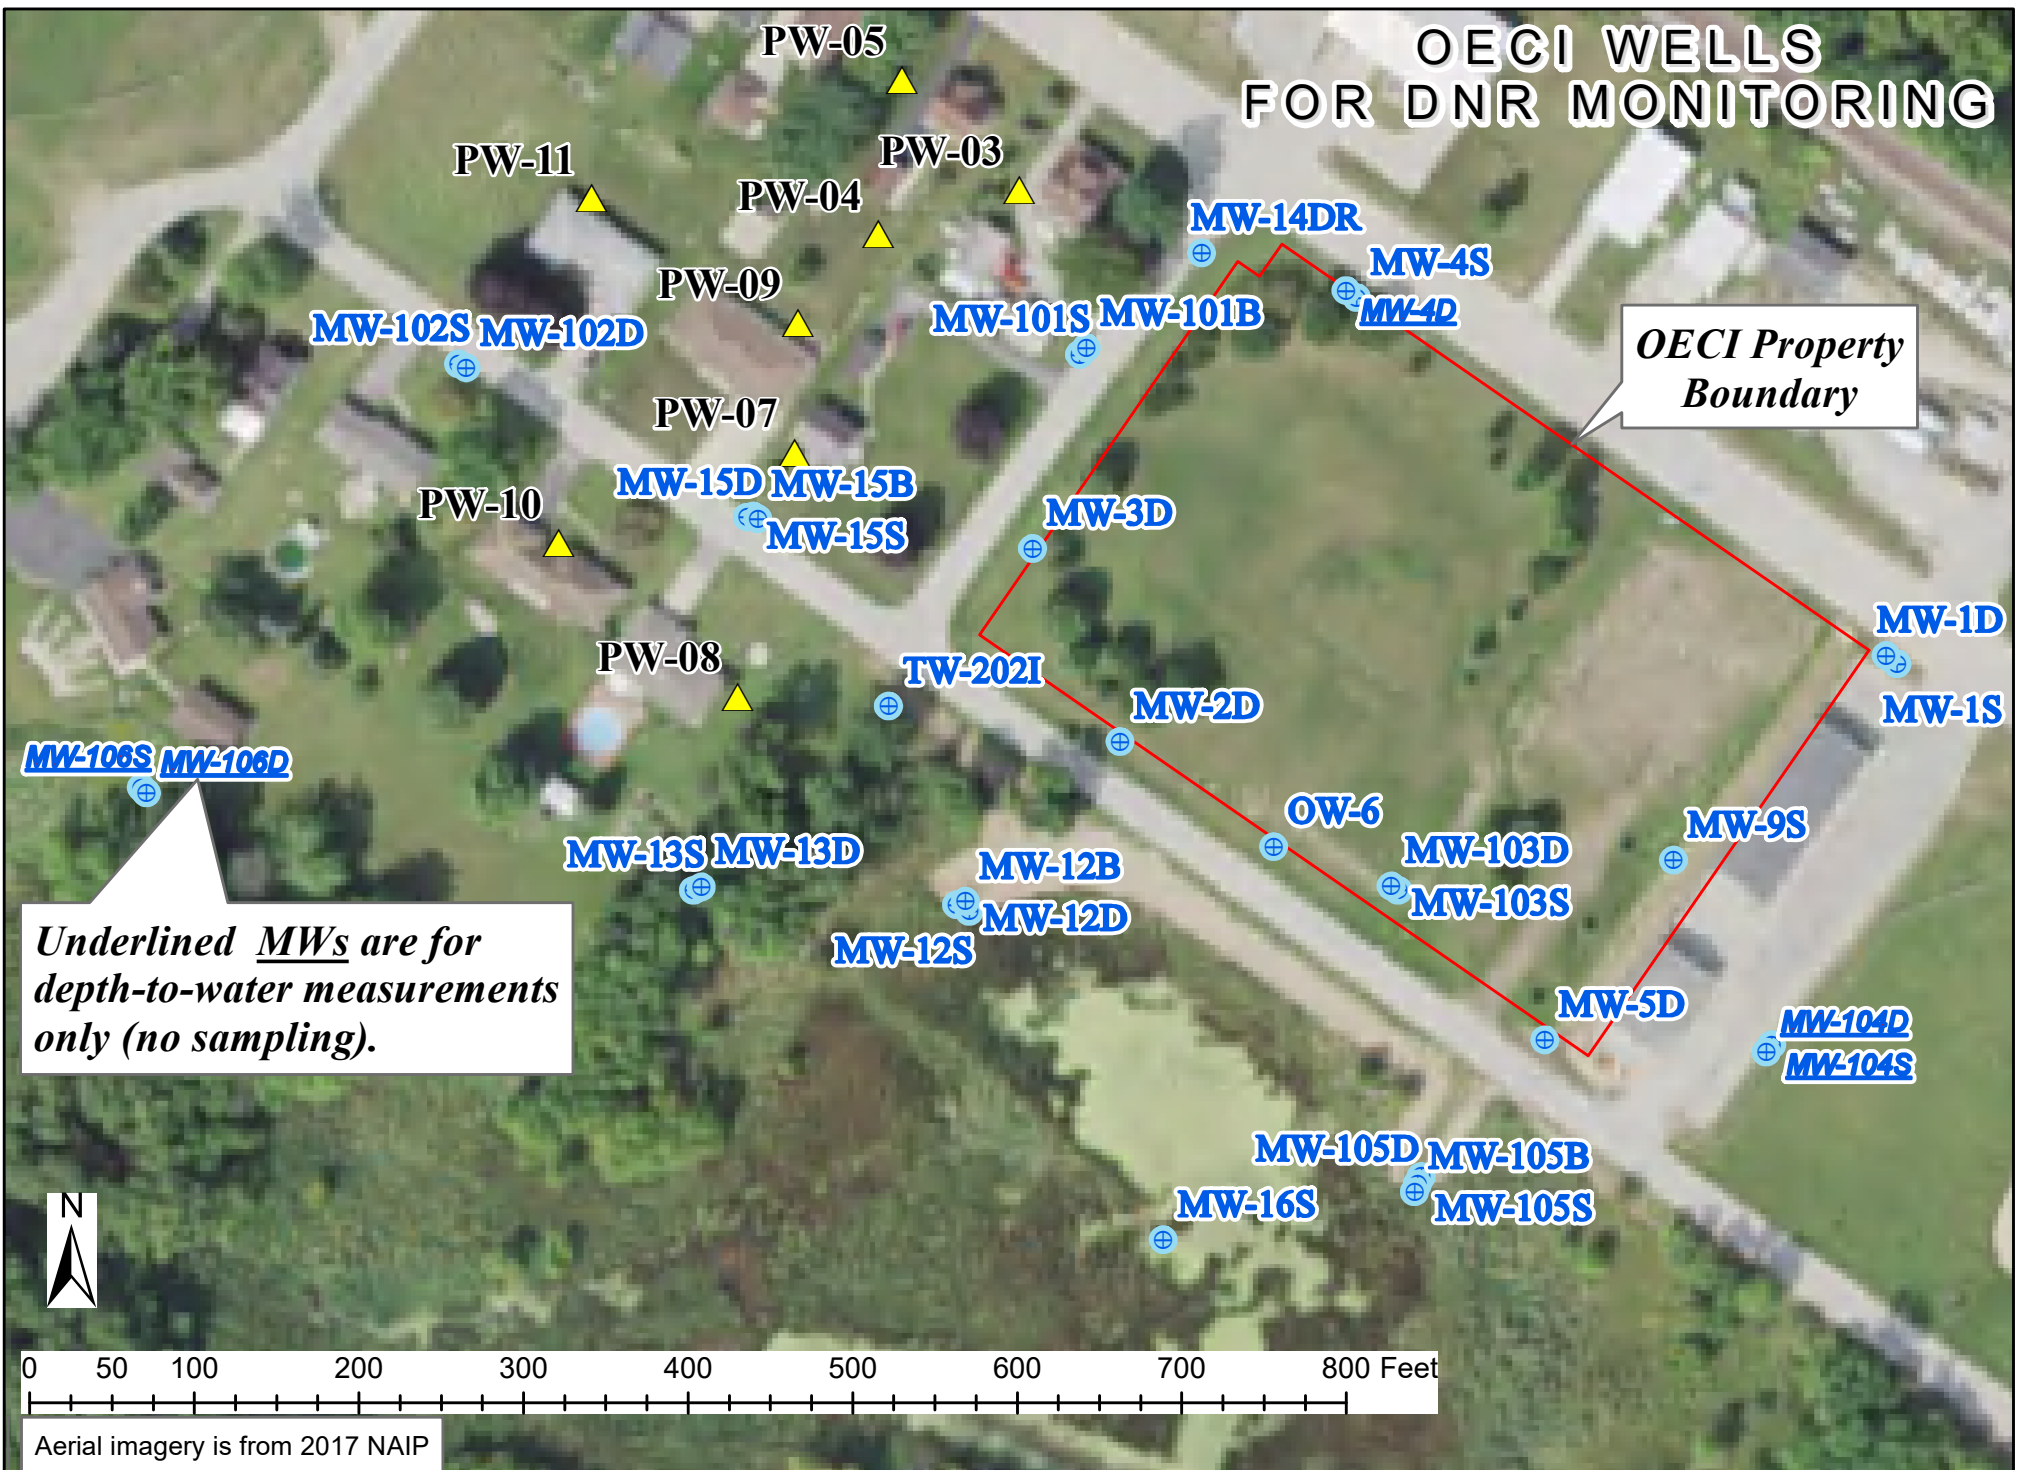 OECI WELLS
FOR DNR MONITORING
PW-05
PW-03
PW-11
PW-04
MW-14DR
MW-4S
MW-4D
PW-09
MW-101S MW-101B
MW-102S MW-102D
OECI Property
Boundary
PW-07
MW-15D MW-15B
MW-15S
PW-10
MW-3D
MW-1D
MW-1S
PW-08
TW-202I
MW-2D
MW-106S MW-106D
OW-6
MW-9S
MW-13S MW-13D
MW-103D
MW-103S
MW-12B
MW-12D
MW-12S
Underlined MWs are for
depth-to-water measurements
only (no sampling).
MW-5D
MW-104D
MW-104S
MW-105D MW-105B
MW-105S
MW-16S
N
0 50 100 200 300 400 500 600 700 800 Feet
Aerial imagery is from 2017 NAIP